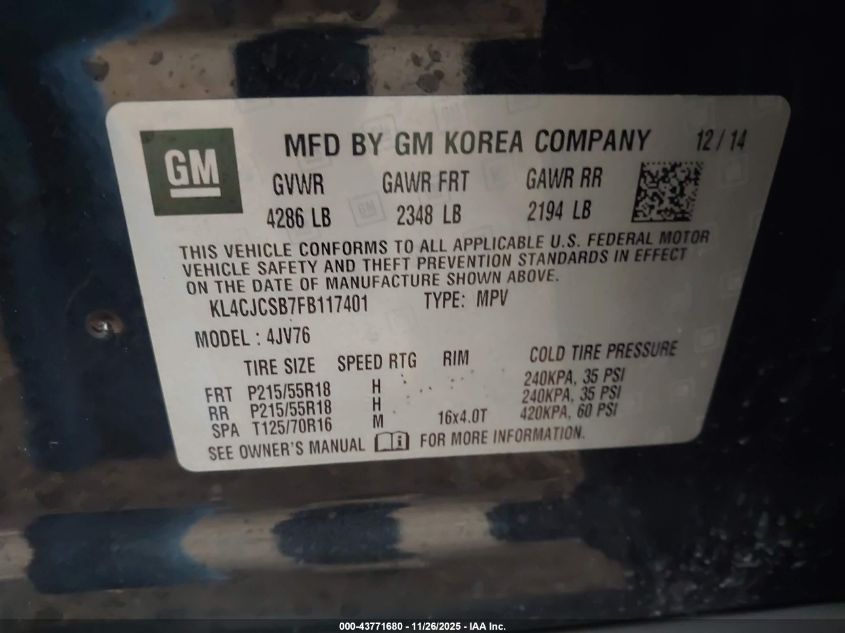 GM
MFD BY GM KOREA COMPANY 12 / 14
GVWR GAWR FRT GAWR RR
4286 LB 2348 LB 2194 LB
THIS VEHICLE CONFORMS TO ALL APPLICABLE U.S. FEDERAL MOTOR
VEHICLE SAFETY AND THEFT PREVENTION STANDARDS IN EFFECT
ON THE DATE OF MANUFACTURE SHOWN ABOVE.
KL4CJCSB7FB117401 TYPE: MPV
MODEL : 4JV76
TIRE SIZE SPEED RTG RIM COLD TIRE PRESSURE
FRT P215/55R18 H 240KPA, 35 PSI
RR P215/55R18 H 240KPA, 35 PSI
SPA T125/70R16 M 16x4.0T 420KPA, 60 PSI
SEE OWNER'S MANUAL FOR MORE INFORMATION.
000-43771680 - 11/26/2025 - IAA Inc.